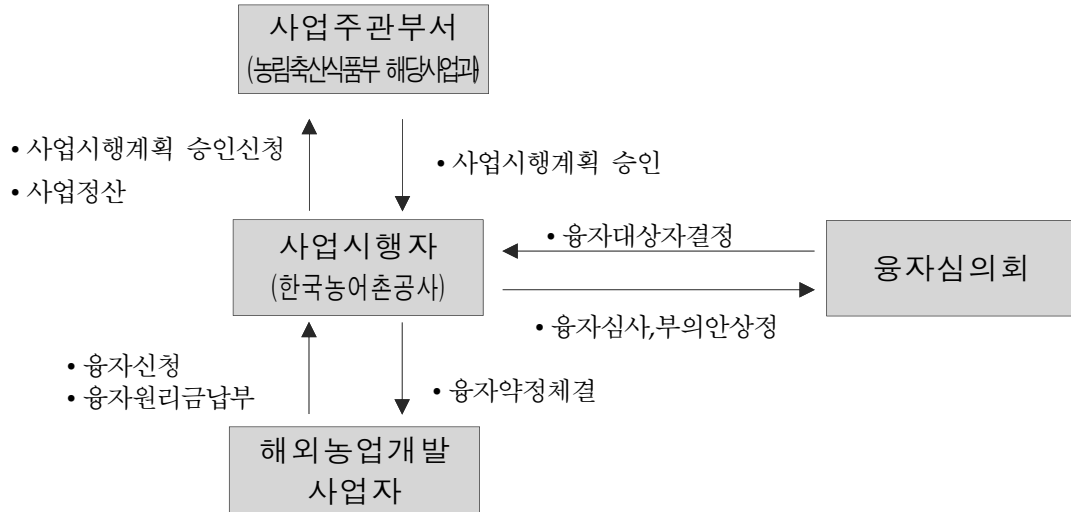 사업주관부서
(농림축산식품부 해당사업과)
• 사업시행계획 승인신청
• 사업정산
• 사업시행계획 승인
사업시행자
(한국농어촌공사)
• 융자대상자결정
융자심의회
• 융자심사,부의안상정
• 융자신청
• 융자원리금납부
• 융자약정체결
해외농업개발
사업자